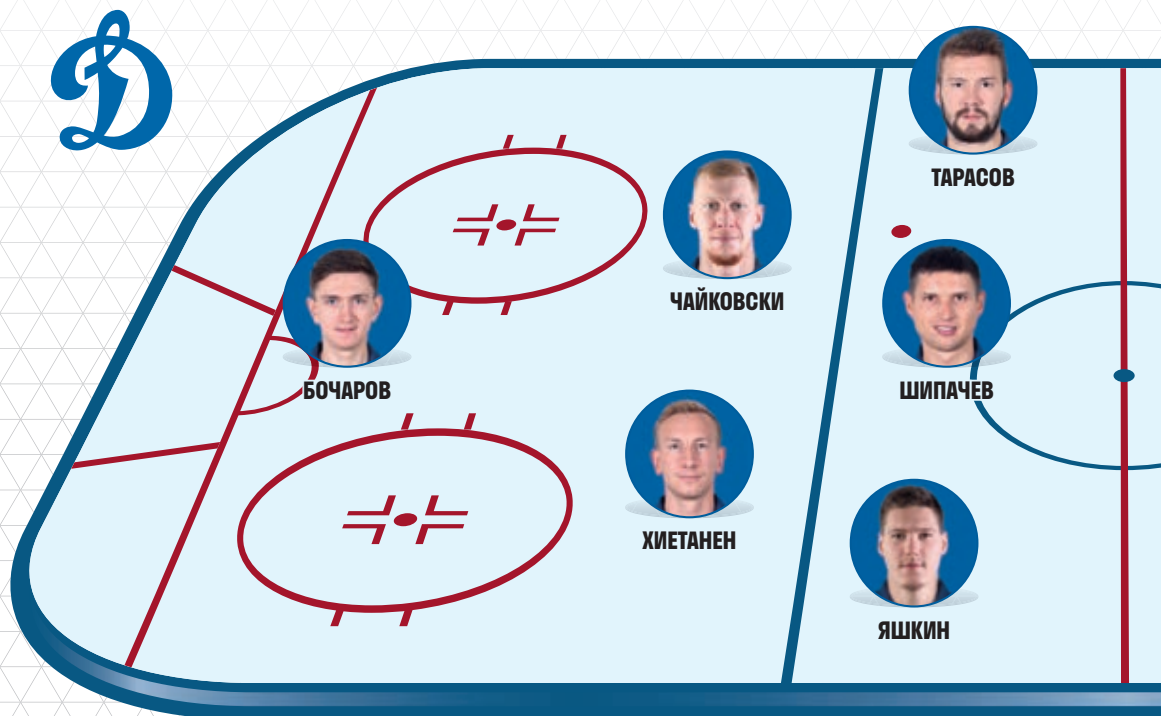 Д
ТАРАСОВ
ЧАЙКОВСКИ
БОЧАРОВ
ШИПАЧЕВ
ХИЕТАНЕН
ЯШКИН